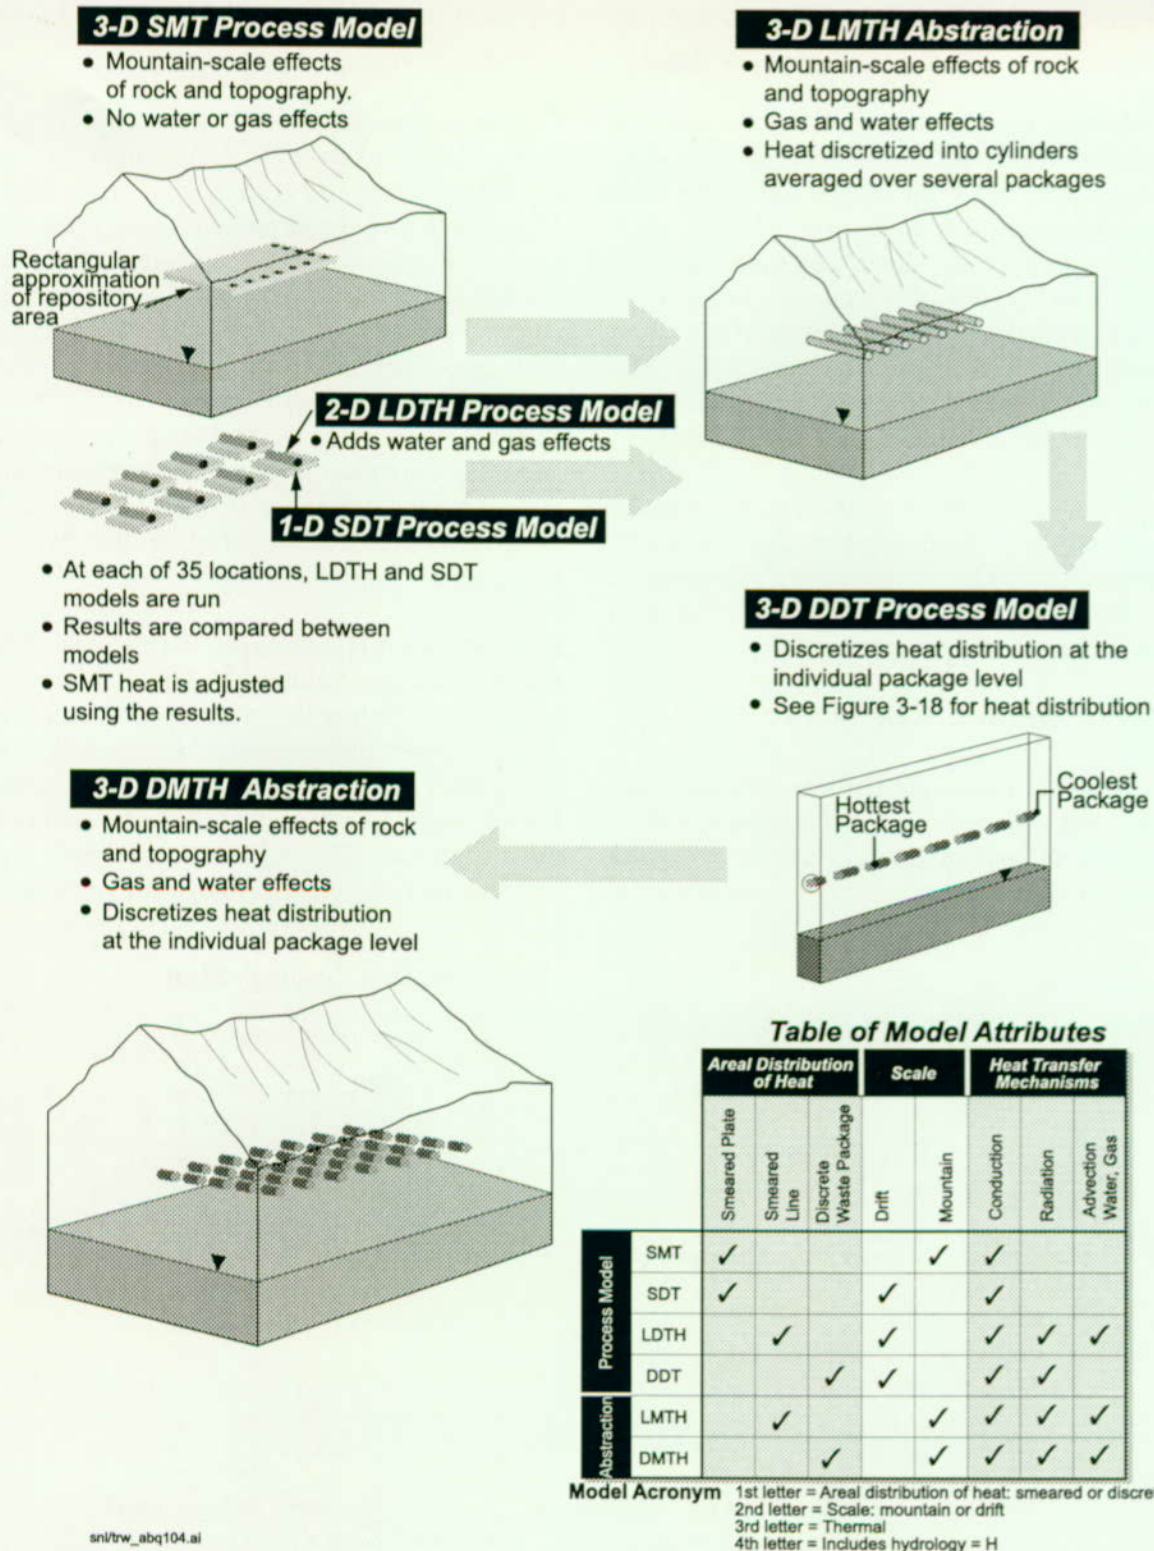 3-D SMT Process Model
• Mountain-scale effects
of rock and topography.
• No water or gas effects
Rectangular
approximation
of repository
area
3-D LMTH Abstraction
• Mountain-scale effects of rock
and topography
• Gas and water effects
• Heat discretized into cylinders
averaged over several packages
2-D LDTH Process Model
• Adds water and gas effects
1-D SDT Process Model
• At each of 35 locations, LDTH and SDT
models are run
• Results are compared between
models
• SMT heat is adjusted
using the results.
3-D DDT Process Model
• Discretizes heat distribution at the
individual package level
• See Figure 3-18 for heat distribution
Hottest
Package
Coolest
Package
3-D DMTH Abstraction
• Mountain-scale effects of rock
and topography
• Gas and water effects
• Discretizes heat distribution
at the individual package level
Table of Model Attributes
Areal Distribution
of Heat
Scale
Heat Transfer
Mechanisms
Smeared Plate
Smeared
Line
Discrete
Waste Package
Drift
Mountain
Conduction
Radiation
Advection
Water, Gas
Process Model
SMT ✓ ✓ ✓
SDT ✓ ✓ ✓
LDTH ✓ ✓ ✓ ✓ ✓
DDT ✓ ✓ ✓ ✓
Abstraction
LMTH ✓ ✓ ✓ ✓ ✓
DMTH ✓ ✓ ✓ ✓ ✓
Model Acronym 1st letter = Areal distribution of heat: smeared or discre
2nd letter = Scale: mountain or drift
3rd letter = Thermal
4th letter = Includes hydrology = H
snl/trw_abq104.ai